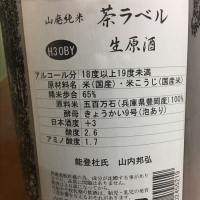 山廃純米 茶ラベル
H30BY 生原酒
アルコール分 18度以上19度未満
原材料名 米(国産)・米こうじ(国産米)
精米歩合 65%
原料米 五百万石(兵庫県豊岡産)100%
酵母 きょうかい9号(泡あり)
日本酒度 +3
酸度 2.6
アミノ酸度 1.7
能登杜氏 山内邦弘